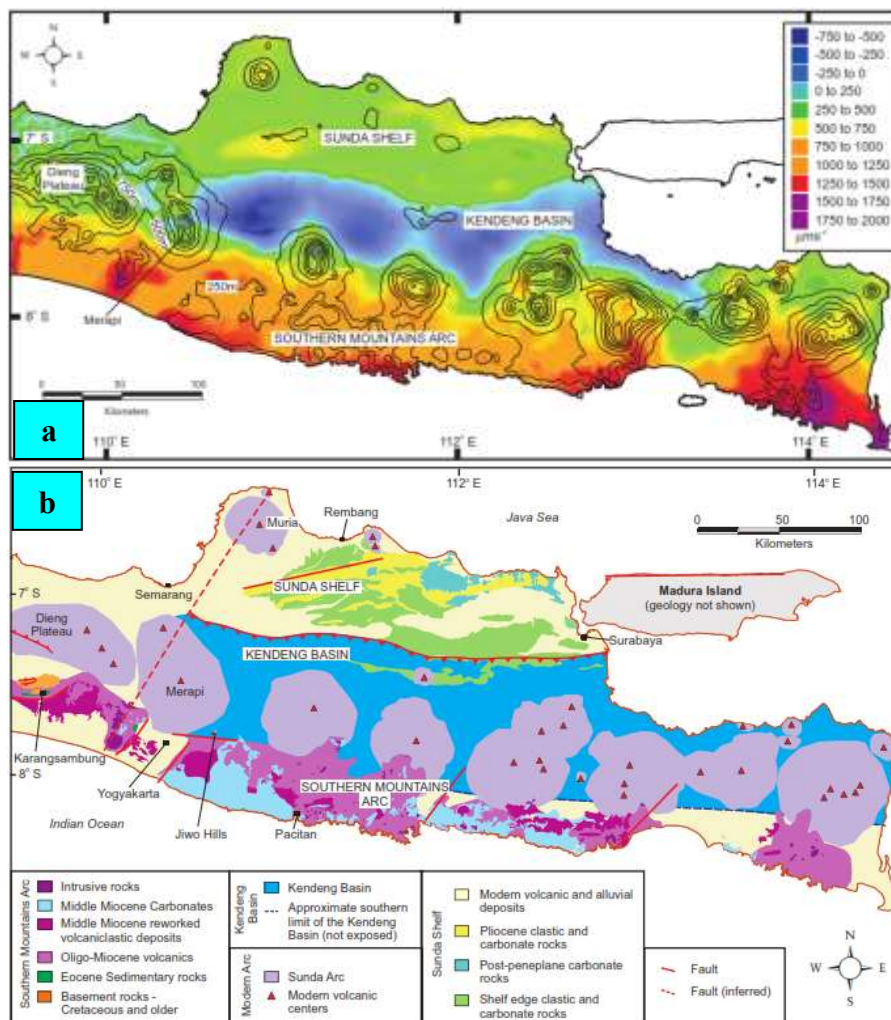 N
W E
S
-750 to -500
-500 to -250
-250 to 0
0 to 250
250 to 500
500 to 750
750 to 1000
1000 to 1250
1250 to 1500
1500 to 1750
1750 to 2000
7° S
SUNDA SHELF
Dieng
Plateau
KENDENG BASIN
250m
Merapi
8° S
SOUTHERN MOUNTAINS ARC
0 50 100
Kilometers
a
110° E 112° E 114° E
b
110° E 112° E 114° E
Muria
Rembang
Java Sea
0 50 100
Kilometers
7° S
Semarang
SUNDA SHELF
Madura Island
(geology not shown)
Dieng
Plateau
Surabaya
KENDENG BASIN
Merapi
Karangsambung
8° S
Yogyakarta
SOUTHERN MOUNTAINS
ARC
Indian Ocean
Jiwo Hills
Pacitan
Southern Mountains Arc
Intrusive rocks
Middle Miocene Carbonates
Middle Miocene reworked
volcaniclastic deposits
Oligo-Miocene volcanics
Eocene Sedimentary rocks
Basement rocks -
Cretaceous and older
Kendeng
Basin
Kendeng Basin
Approximate southern
limit of the Kendeng
Basin (not exposed)
Modern Arc
Sunda Arc
Modern volcanic
centers
Sunda Shelf
Modern volcanic and alluvial
deposits
Pliocene clastic and
carbonate rocks
Post-peneplane carbonate
rocks
Shelf edge clastic and
carbonate rocks
Fault
Fault (inferred)
N
W E
S